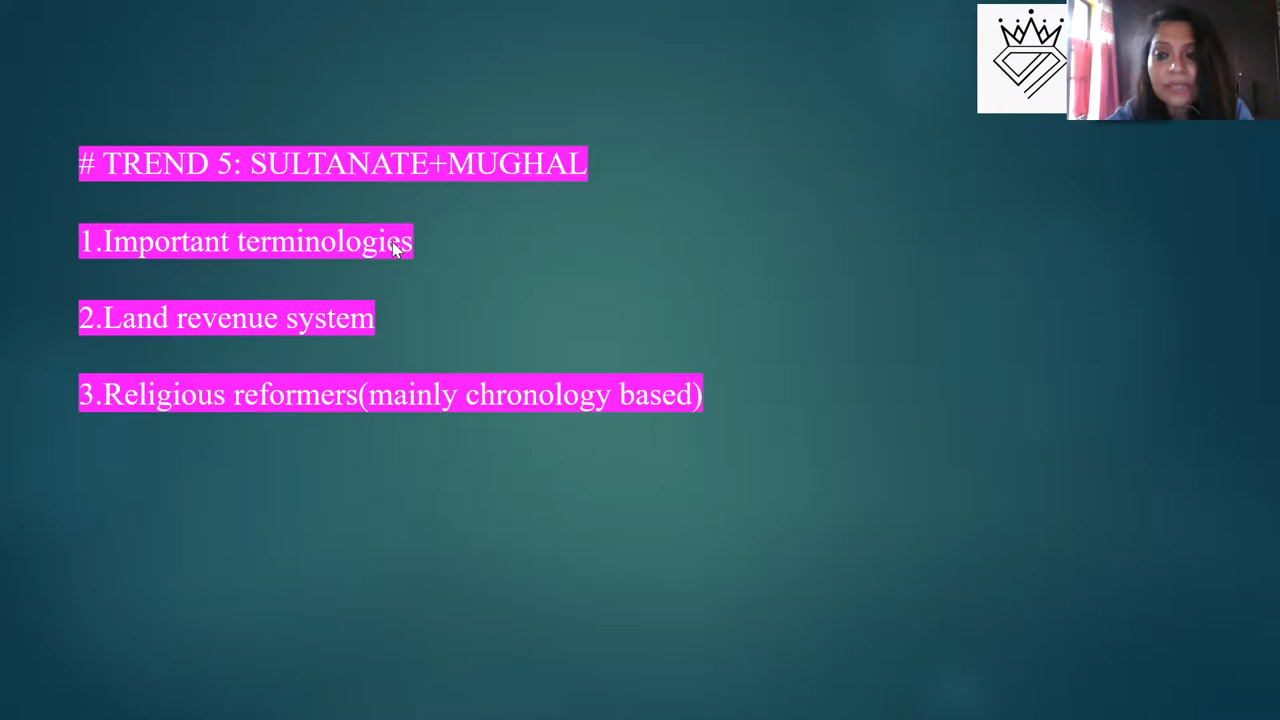 # TREND 5: SULTANATE+MUGHAL
1.Important terminologies
2.Land revenue system
3.Religious reformers(mainly chronology based)